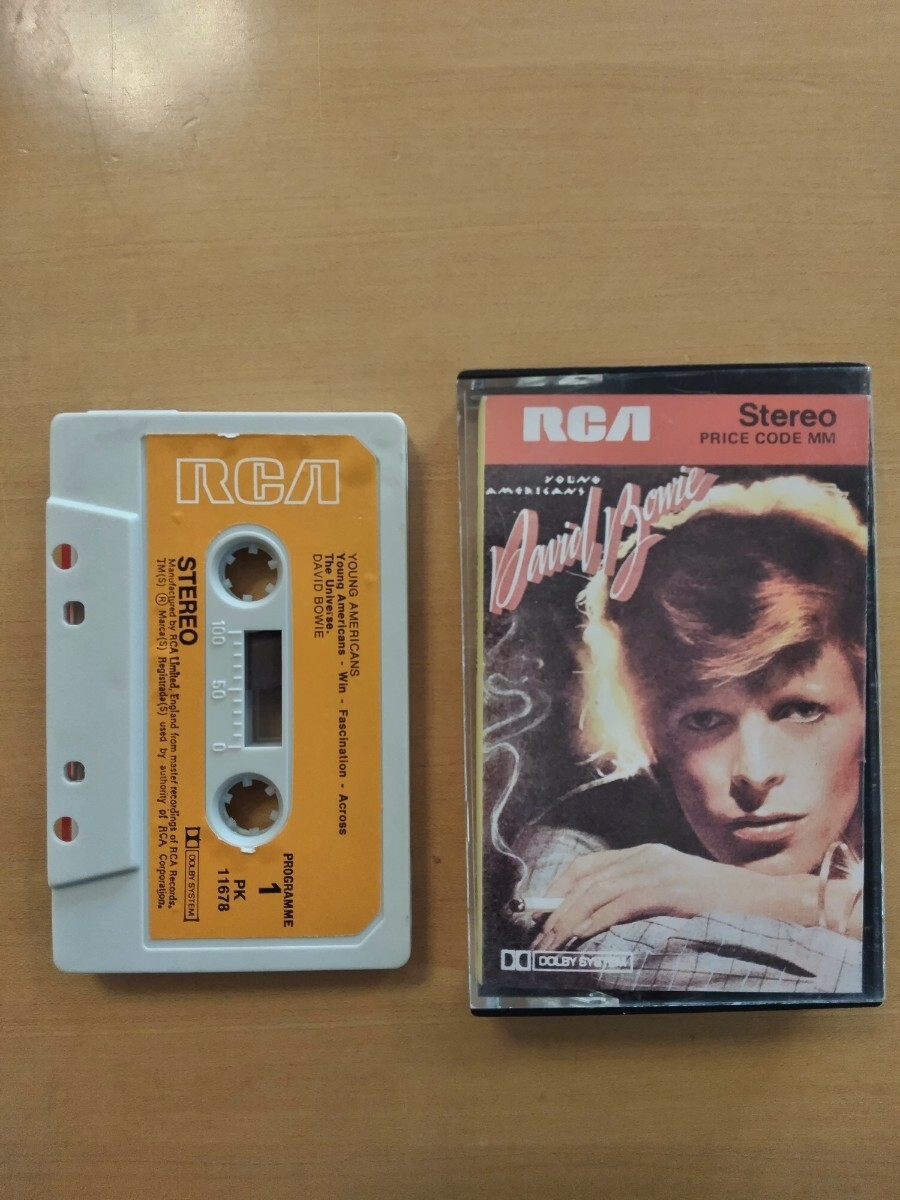 RCA
YOUNG AMERICANS
Young Americans - Win - Fascination - Across
The Universe.
DAVID BOWIE
100 50 0
PROGRAMME
1
PK
11678
STEREO
DOLBY SYSTEM
Manufactured by RCA Limited, England from master recordings of RCA Records,
TM(S) ® Marca(S) Registrada(S) used by authority of RCA Corporation.
RCA
Stereo
PRICE CODE MM
YOUNG
AMERICANS
David Bowie
DOLBY SYSTEM